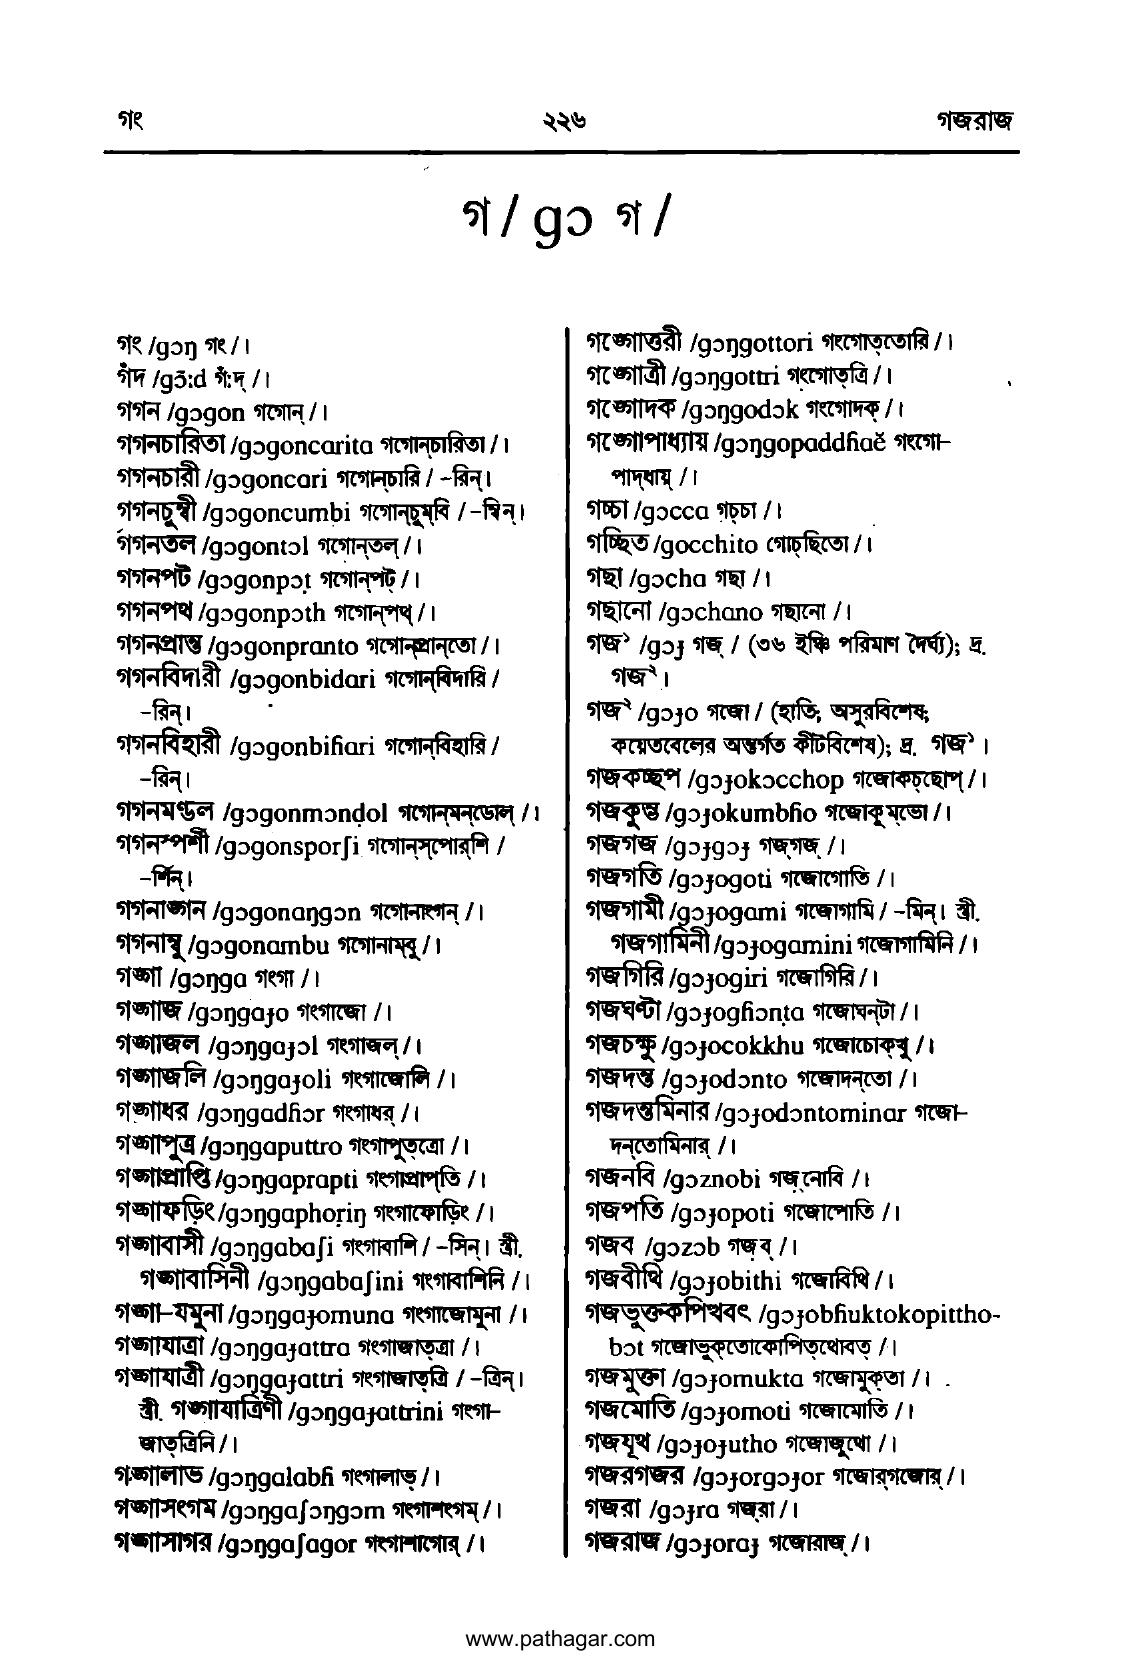 গং
২২৬
গজরাজ
গ / gɔ গ /
গং /gɔŋ গং / ।
গঁদ /gɔ̃:d গঁ:দ্ / ।
গগন /gɔgon গগোন্ / ।
গগনচারিতা /gɔgoncarita গগোন্‌চারিতা / ।
গগনচারী /gɔgoncari গগোন্‌চারি / –রিন্।
গগনচুম্বী /gɔgoncumbi গগোন্‌চুম্‌বি / –ম্বিন্।
গগনতল /gɔgontɔl গগোন্‌তল্ / ।
গগনপট /gɔgonpɔṭ গগোন্‌পট্ / ।
গগনপথ /gɔgonpɔth গগোন্‌পথ্ / ।
গগনপ্রান্ত /gɔgonpranto গগোন্‌প্রান্‌তো / ।
গগনবিদারী /gɔgonbidari গগোন্‌বিদারি /
–রিন্।
গগনবিহারী /gɔgonbiɦari গগোন্‌বিহারি /
–রিন্।
গগনমণ্ডল /gɔgonmɔnḍol গগোন্‌মন্‌ডোল্ / ।
গগনস্পর্শী /gɔgonsporʃi গগোন্‌স্‌পোর্‌শি /
–র্শিন্।
গগনাঙ্গন /gɔgonaŋgɔn গগোনাংগন্ / ।
গগনাম্বু /gɔgonambu গগোনাম্‌বু / ।
গঙ্গা /gɔŋga গংগা / ।
গঙ্গাজ /gɔŋgaɟo গংগাজো / ।
গঙ্গাজল /gɔŋgaɟɔl গংগাজল্ / ।
গঙ্গাজলি /gɔŋgaɟoli গংগাজোলি / ।
গঙ্গাধর /gɔŋgadɦɔr গংগাধর্ / ।
গঙ্গাপুত্র /gɔŋgaputtro গংগাপুত্‌ত্রো / ।
গঙ্গাপ্রাপ্তি /gɔŋgaprapti গংগাপ্রাপ্‌তি / ।
গঙ্গাফড়িং /gɔŋgaphoṛiŋ গংগাফোড়িং / ।
গঙ্গাবাসী /gɔŋgabaʃi গংগাবাশি / –সিন্। স্ত্রী.
গঙ্গাবাসিনী /gɔŋgabaʃini গংগাবাশিনি / ।
গঙ্গা–যমুনা /gɔŋgaɟomuna গংগাজোমুনা / ।
গঙ্গাযাত্রা /gɔŋgaɟattra গংগাজাত্‌ত্রা / ।
গঙ্গাযাত্রী /gɔŋgaɟattri গংগাজাত্‌ত্রি / –ত্রিন্।
স্ত্রী. গঙ্গাযাত্রিণী /gɔŋgaɟattrini গংগা–
জাত্‌ত্রিনি / ।
গঙ্গালাভ /gɔŋgalabɦ গংগালাভ্ / ।
গঙ্গাসংগম /gɔŋgaʃɔŋgɔm গংগাশংগম্ / ।
গঙ্গাসাগর /gɔŋgaʃagor গংগাশাগোর্ / ।
গঙ্গোত্তরী /gɔŋgottori গংগোত্‌তোরি / ।
গঙ্গোত্রী /gɔŋgottri গংগোত্‌ত্রি / ।
গঙ্গোদক /gɔŋgodɔk গংগোদক্ / ।
গঙ্গোপাধ্যায় /gɔŋgopaddɦaĕ গংগো–
পাদ্‌ধায়্ / ।
গচ্চা /gɔcca গচ্‌চা / ।
গচ্ছিত /gocchito গোচ্‌ছিতো / ।
গছা /gɔcha গছা / ।
গছানো /gɔchano গছানো / ।
গজ¹ /gɔɟ গজ্ / (৩৬ ইঞ্চি পরিমাণ দৈর্ঘ্য); দ্র.
গজ² ।
গজ² /gɔɟo গজো / (হাতি; অসুরবিশেষ;
কয়েতবেলের অন্তর্গত কীটবিশেষ); দ্র. গজ¹ ।
গজকচ্ছপ /gɔɟokɔcchop গজোকচ্‌ছোপ্ / ।
গজকুম্ভ /gɔɟokumbɦo গজোকুম্‌ভো / ।
গজগজ /gɔɟgɔɟ গজ্‌গজ্ / ।
গজগতি /gɔɟogoti গজোগোতি / ।
গজগামী /gɔɟogami গজোগামি / –মিন্। স্ত্রী.
গজগামিনী /gɔɟogamini গজোগামিনি / ।
গজগিরি /gɔɟogiri গজোগিরি / ।
গজঘণ্টা /gɔɟogɦɔnṭa গজোঘন্‌টা / ।
গজচক্ষু /gɔɟocokkhu গজোচোক্‌খু / ।
গজদন্ত /gɔɟodɔnto গজোদন্‌তো / ।
গজদন্তমিনার /gɔɟodɔntominar গজো–
দন্‌তোমিনার্ / ।
গজনবি /gɔznobi গজ়্‌নোবি / ।
গজপতি /gɔɟopoti গজোপোতি / ।
গজব /gɔzɔb গজ়ব্ / ।
গজবীথি /gɔɟobithi গজোবিথি / ।
গজভুক্তকপিত্থবৎ /gɔɟobɦuktokopittho-
bɔt গজোভুক্‌তোকোপিত্‌থোবত্ / ।
গজমুক্তা /gɔɟomukta গজোমুক্‌তা / ।
গজমোতি /gɔɟomoti গজোমোতি / ।
গজযূথ /gɔɟoɟutho গজোজুথো / ।
গজরগজর /gɔɟorgɔɟor গজোর্‌গজোর্ / ।
গজরা /gɔɟra গজ্‌রা / ।
গজরাজ /gɔɟoraɟ গজোরাজ্ / ।
www.pathagar.com